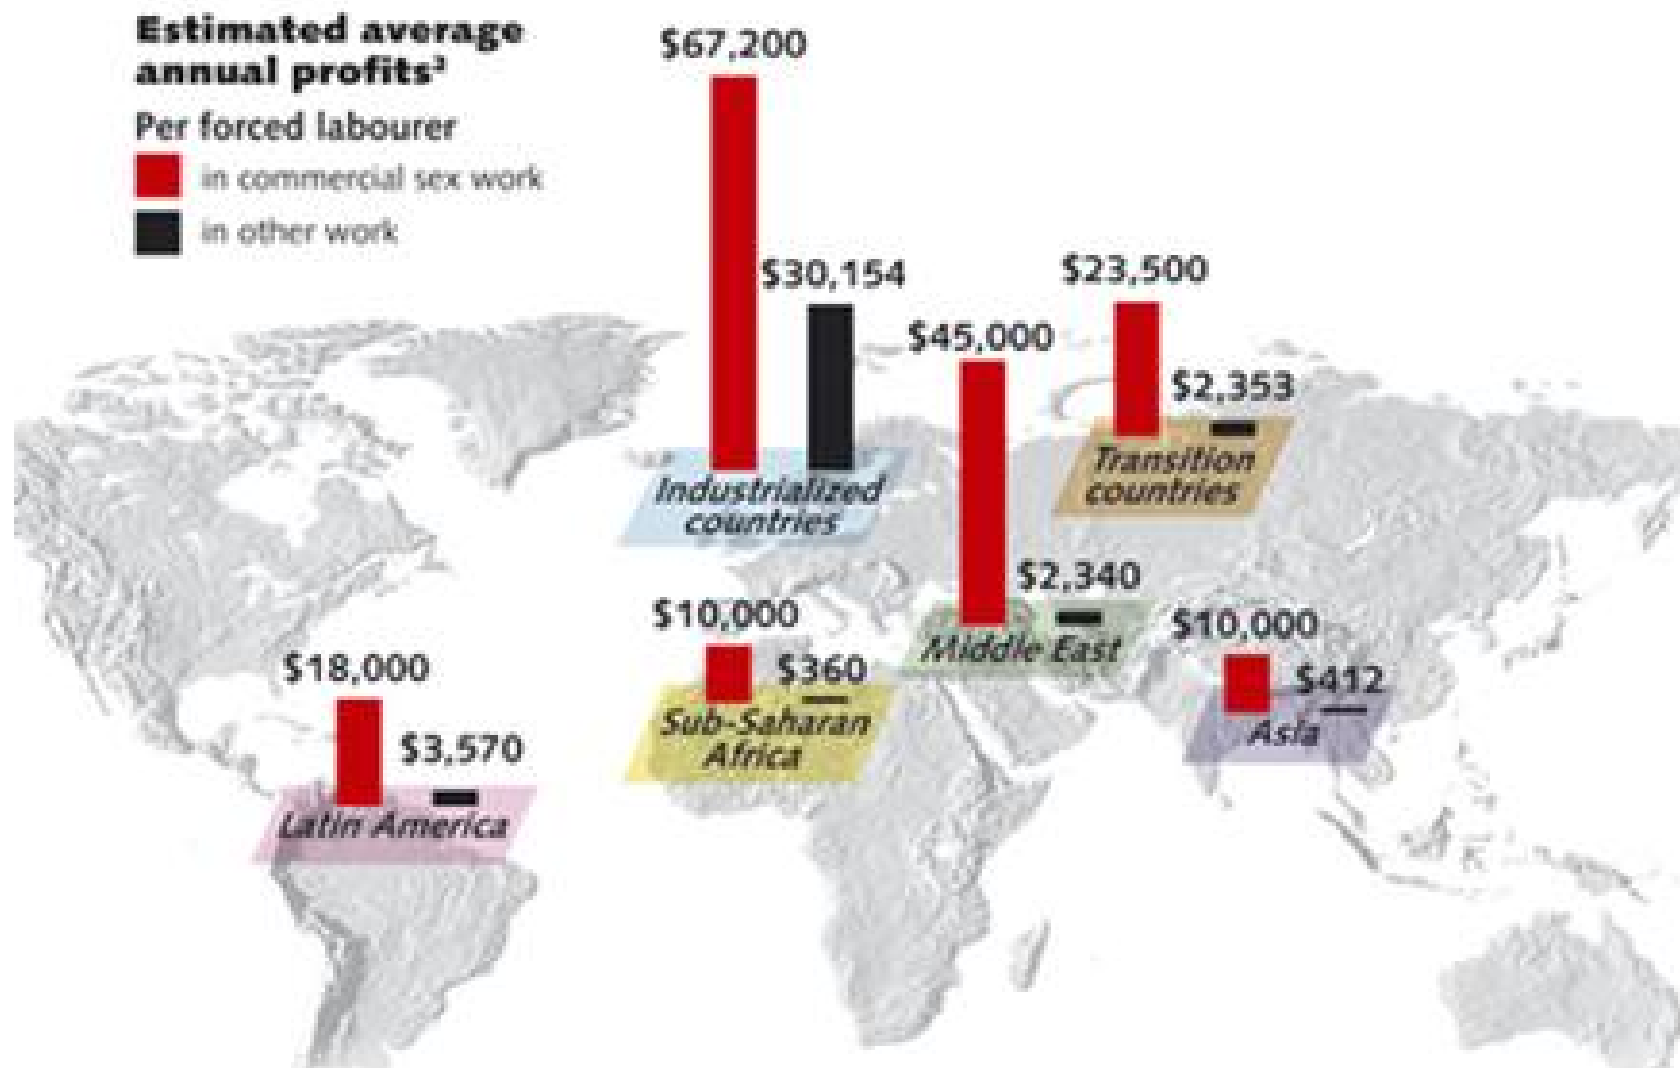 Estimated average
annual profits²
Per forced labourer
in commercial sex work
in other work
$67,200
$30,154
Industrialized
countries
$45,000
$2,340
Middle East
$23,500
$2,353
Transition
countries
$18,000
$3,570
Latin America
$10,000
$360
Sub-Saharan
Africa
$10,000
$412
Asia